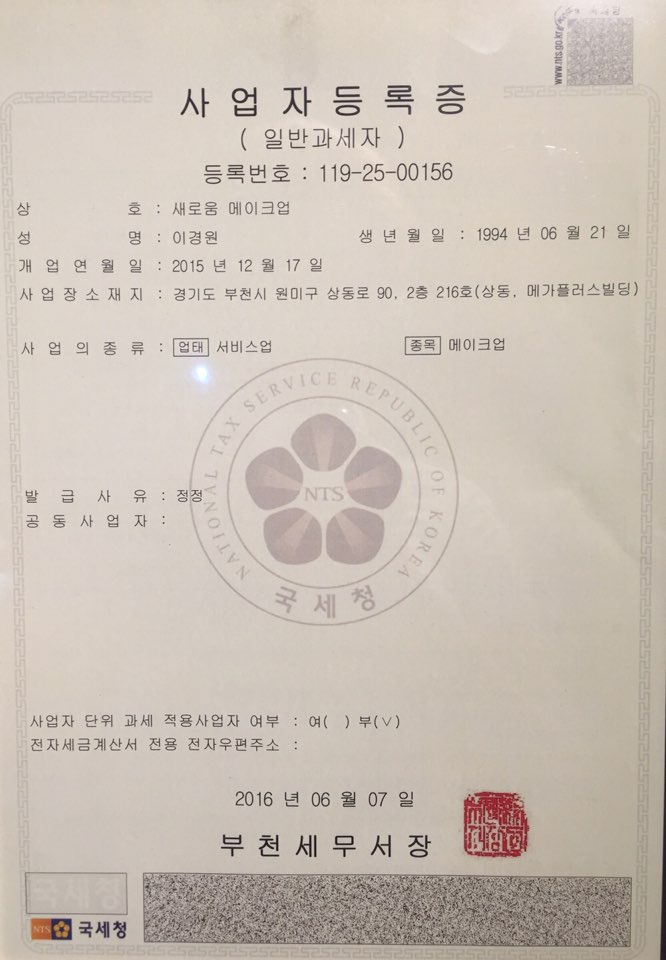 www.nts.go.kr
사업자등록증
( 일반과세자 )
등록번호 : 119-25-00156
상 호 : 새로움 메이크업
성 명 : 이경원 생년월일 : 1994 년 06 월 21 일
개업연월일 : 2015 년 12 월 17 일
사업장소재지 : 경기도 부천시 원미구 상동로 90, 2층 216호(상동, 메가플러스빌딩)
사업의종류 : 업태 서비스업 종목 메이크업
NATIONAL TAX SERVICE REPUBLIC OF KOREA
NTS
국세청
발급사유 : 정정
공동사업자 :
사업자 단위 과세 적용사업자 여부 : 여( ) 부(∨)
전자세금계산서 전용 전자우편주소 :
2016 년 06 월 07 일
부천세무서장
국세청
NTS 국세청